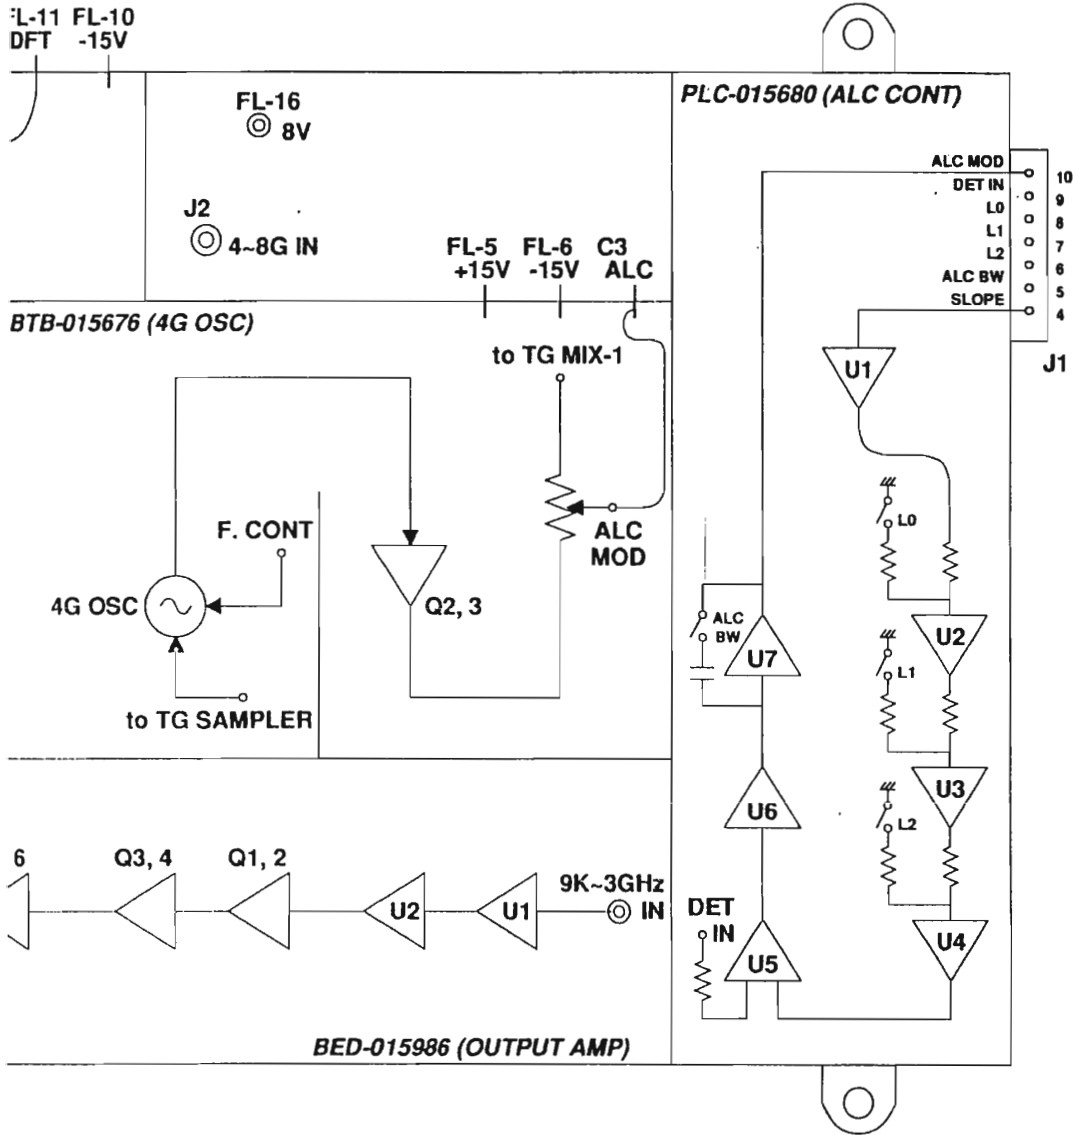 L-11 FL-10
DFT -15V
FL-16
8V
J2
4~8G IN
FL-5 FL-6 C3
+15V -15V ALC
PLC-015680 (ALC CONT)
ALC MOD 10
DET IN 9
L0 8
L1 7
L2 6
ALC BW 5
SLOPE 4
J1
BTB-015676 (4G OSC)
to TG MIX-1
F. CONT
4G OSC
to TG SAMPLER
Q2, 3
ALC
MOD
U1
L0
U2
L1
U3
L2
U4
ALC
BW
U7
U6
DET
IN
U5
6 Q3, 4 Q1, 2
U2 U1
9K~3GHz
IN
BED-015986 (OUTPUT AMP)